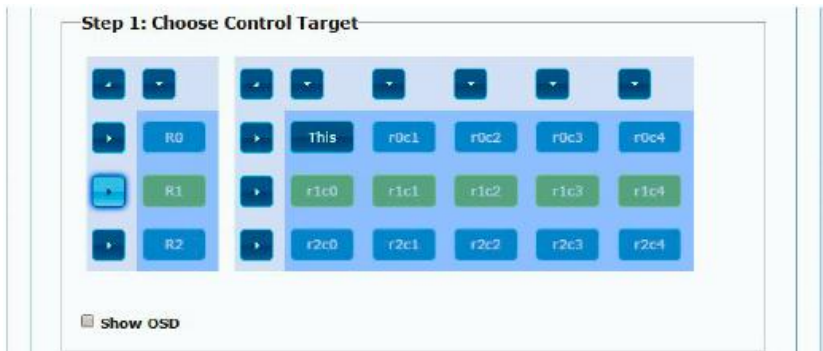 Step 1: Choose Control Target
R0 This r0c1 r0c2 r0c3 r0c4
R1 r1c0 r1c1 r1c2 r1c3 r1c4
R2 r2c0 r2c1 r2c2 r2c3 r2c4
Show OSD